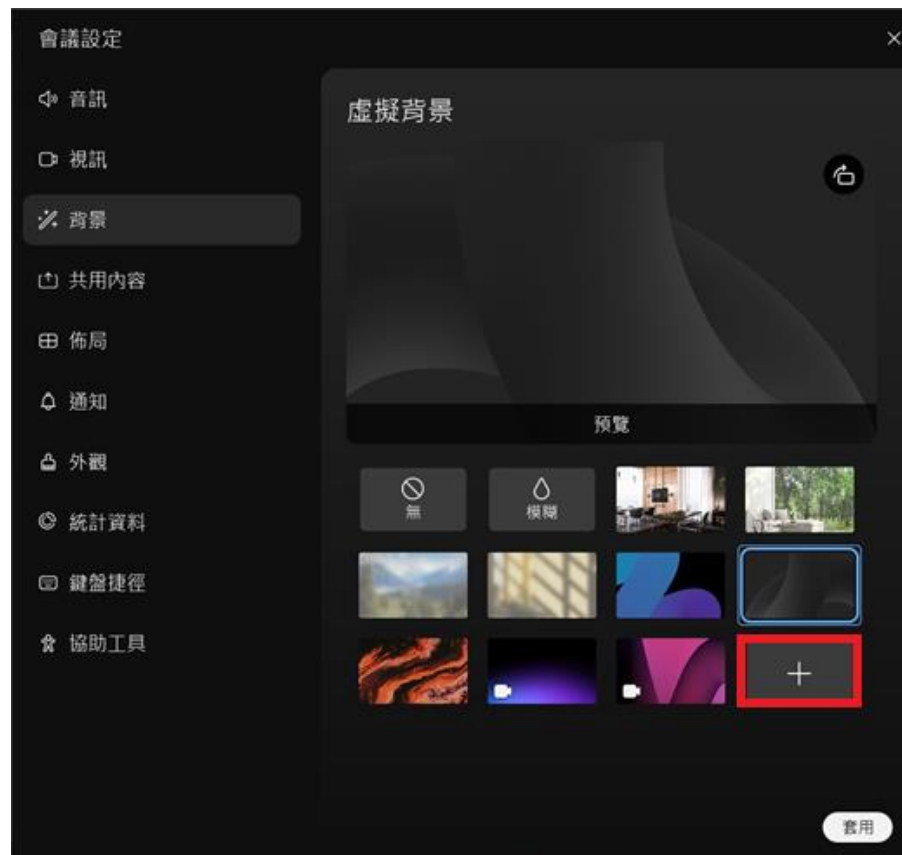 會議設定
音訊
視訊
背景
共用內容
佈局
通知
外觀
統計資料
鍵盤捷徑
協助工具
虛擬背景
預覽
無
模糊
套用